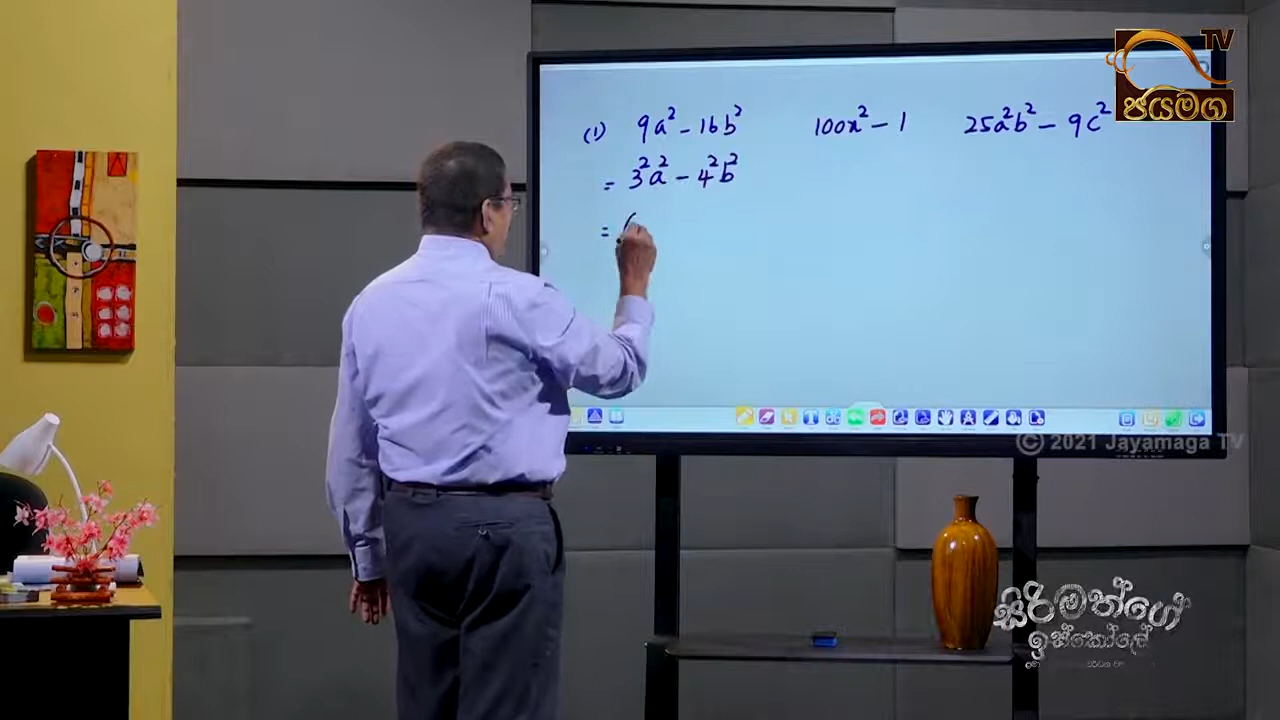 TV
ජයමග
(1) 9a² - 16b² 100x² - 1 25a²b² - 9c²
= 3²a² - 4²b²
= (
© 2021 Jayamaga TV
සිරිමත්ගේ
ඉස්කෝලේ